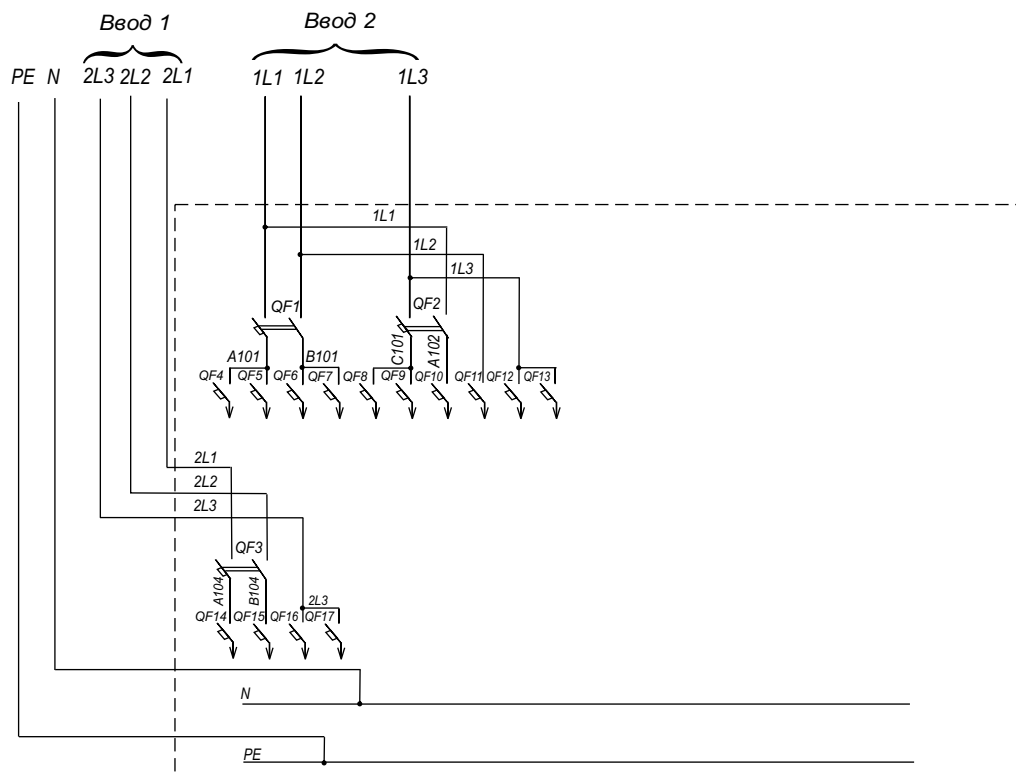 Ввод 1 Ввод 2
PE N 2L3 2L2 2L1 1L1 1L2 1L3
1L1
1L2
1L3
QF1 QF2
A101 B101 C101 A102
QF4 QF5 QF6 QF7 QF8 QF9 QF10 QF11 QF12 QF13
2L1
2L2
2L3
QF3
A104 B104 2L3
QF14 QF15 QF16 QF17
N
PE